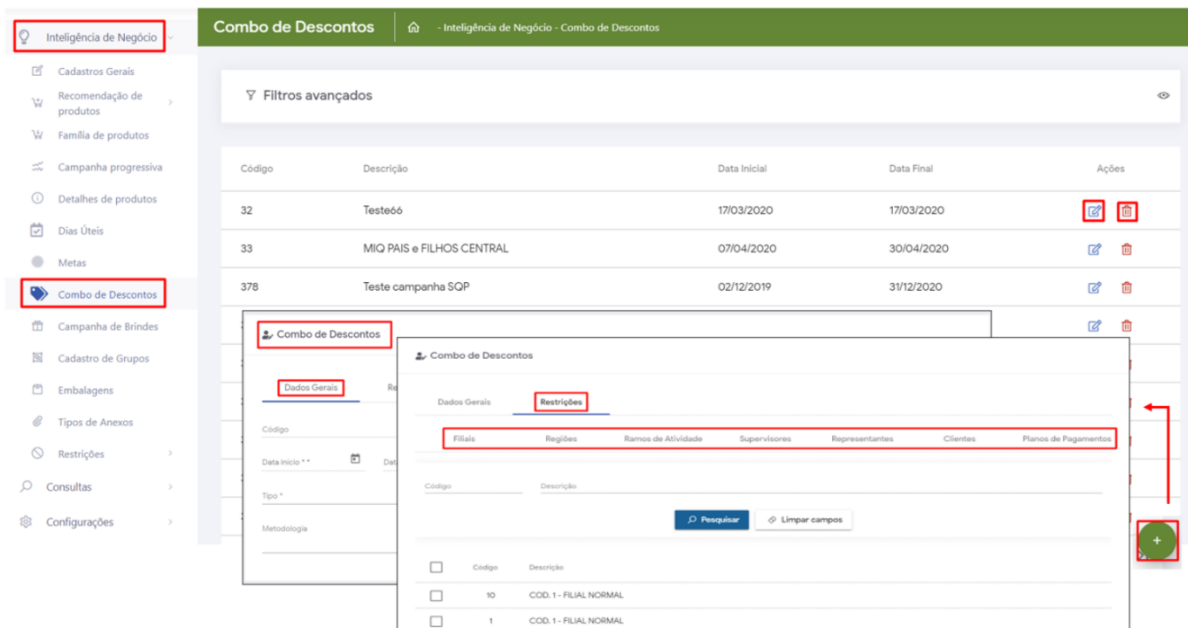 Inteligência de Negócio
Cadastros Gerais
Recomendação de
produtos
Família de produtos
Campanha progressiva
Detalhes de produtos
Dias Úteis
Metas
Combo de Descontos
Campanha de Brindes
Cadastro de Grupos
Embalagens
Tipos de Anexos
Restrições
Consultas
Configurações
Combo de Descontos - Inteligência de Negócio - Combo de Descontos
Filtros avançados
Código Descrição Data Inicial Data Final Ações
32 Teste66 17/03/2020 17/03/2020
33 MIQ PAIS e FILHOS CENTRAL 07/04/2020 30/04/2020
378 Teste campanha SQP 02/12/2019 31/12/2020
Combo de Descontos
Dados Gerais Re
Código
Data Inicio ** Dat
Tipo *
Metodologia
Combo de Descontos
Dados Gerais Restrições
Filiais Regiões Ramos de Atividade Supervisores Representantes Clientes Planos de Pagamentos
Código Descrição
Pesquisar Limpar campos
Código Descrição
10 COD. 1 - FILIAL NORMAL
1 COD. 1 - FILIAL NORMAL
+